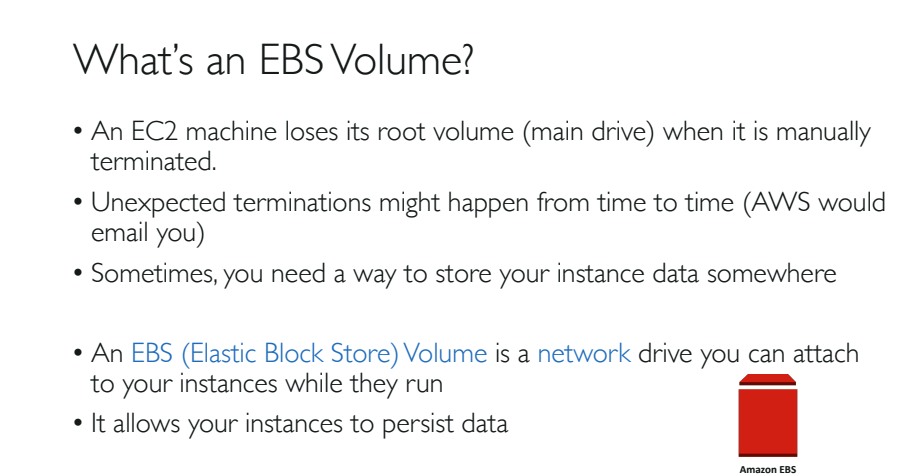 What's an EBS Volume?
• An EC2 machine loses its root volume (main drive) when it is manually
terminated.
• Unexpected terminations might happen from time to time (AWS would
email you)
• Sometimes, you need a way to store your instance data somewhere
• An EBS (Elastic Block Store) Volume is a network drive you can attach
to your instances while they run
• It allows your instances to persist data
Amazon EBS